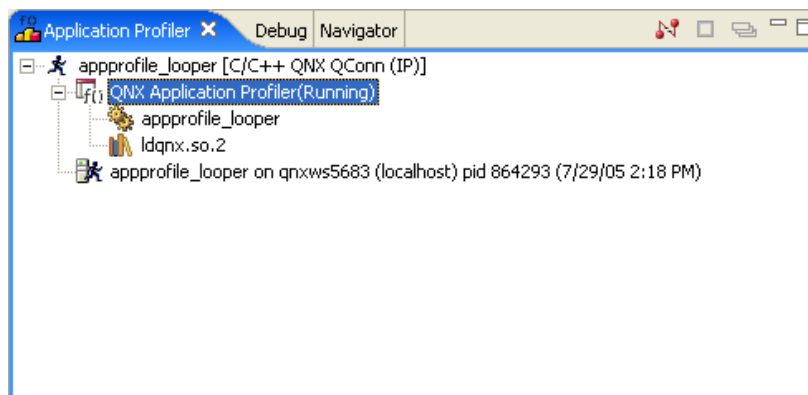 Application Profiler Debug Navigator
appprofile_looper [C/C++ QNX QConn (IP)]
f() QNX Application Profiler(Running)
appprofile_looper
ldqnx.so.2
appprofile_looper on qnxws5683 (localhost) pid 864293 (7/29/05 2:18 PM)